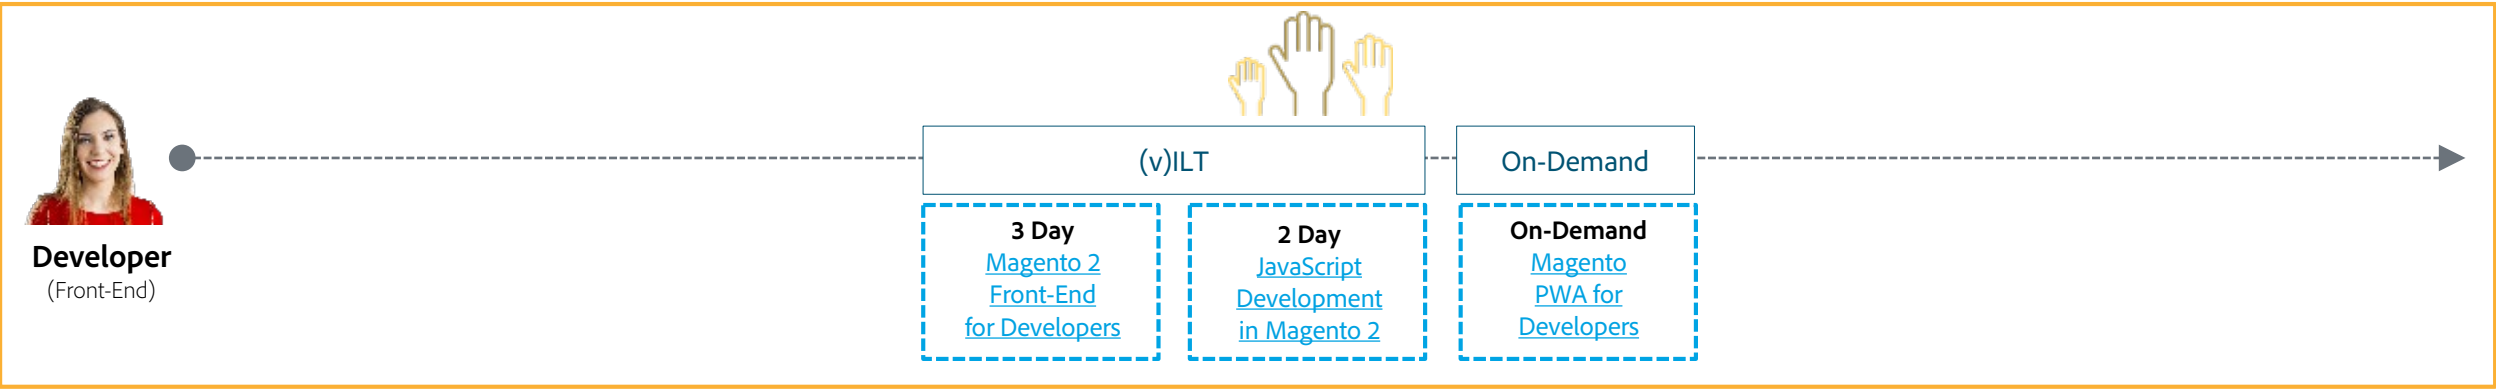 (v)ILT
On-Demand
Developer
(Front-End)
3 Day
Magento 2
Front-End
for Developers
2 Day
JavaScript
Development
in Magento 2
On-Demand
Magento
PWA for
Developers